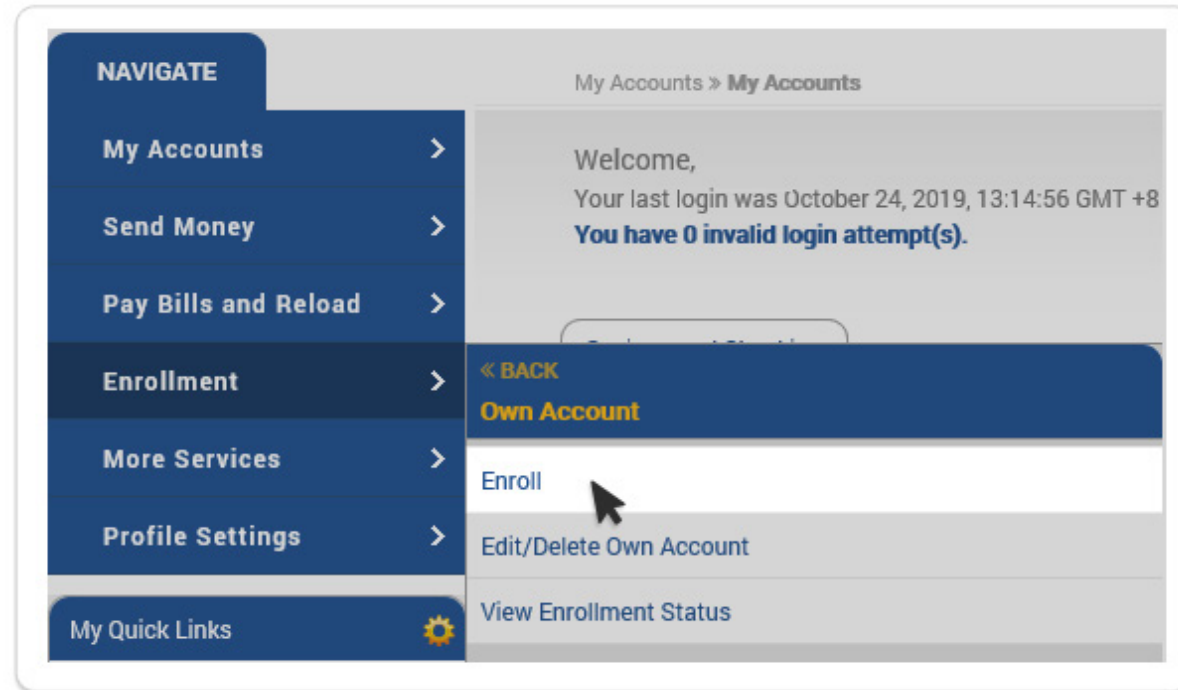 NAVIGATE
My Accounts » My Accounts
My Accounts
Welcome,
Your last login was October 24, 2019, 13:14:56 GMT +8
You have 0 invalid login attempt(s).
Send Money
Pay Bills and Reload
Enrollment
« BACK
Own Account
More Services
Enroll
Profile Settings
Edit/Delete Own Account
View Enrollment Status
My Quick Links